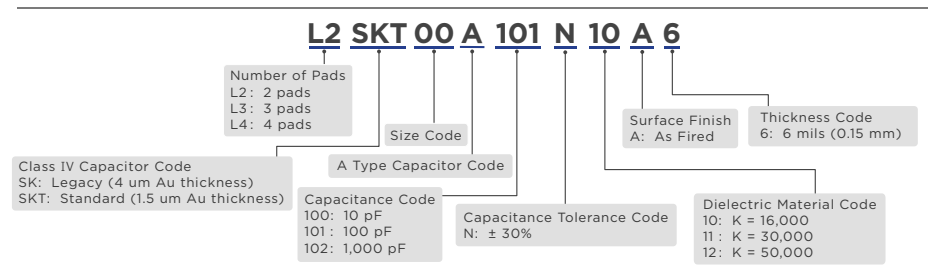 L2 SKT 00 A 101 N 10 A 6
Number of Pads
L2: 2 pads
L3: 3 pads
L4: 4 pads
Size Code
Surface Finish
A: As Fired
Thickness Code
6: 6 mils (0.15 mm)
Class IV Capacitor Code
SK: Legacy (4 um Au thickness)
SKT: Standard (1.5 um Au thickness)
A Type Capacitor Code
Capacitance Code
100: 10 pF
101 : 100 pF
102: 1,000 pF
Capacitance Tolerance Code
N: ± 30%
Dielectric Material Code
10: K = 16,000
11 : K = 30,000
12: K = 50,000